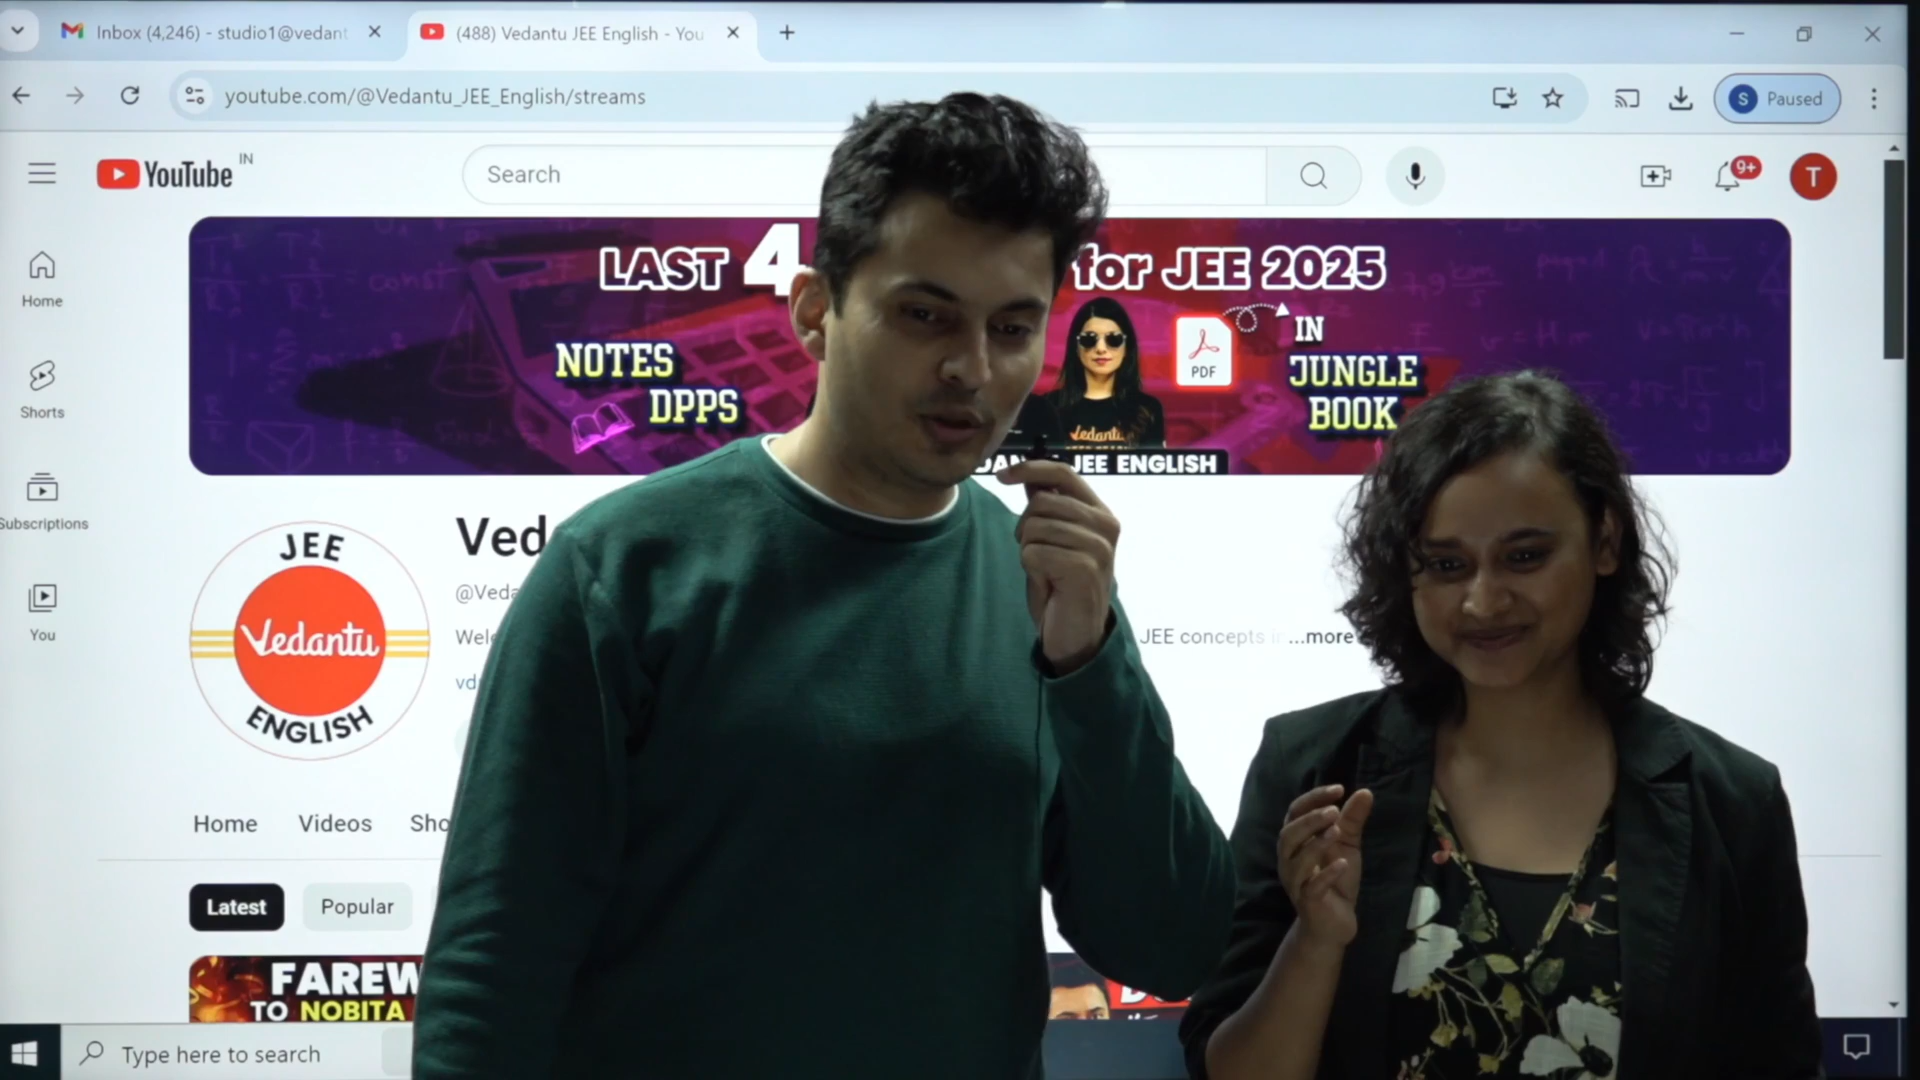 Inbox (4,246) - studio1@vedant
(488) Vedantu JEE English - You
youtube.com/@Vedantu_JEE_English/streams
S Paused
YouTube IN
Search
9+
T
Home
Shorts
Subscriptions
You
LAST 4 for JEE 2025
NOTES
DPPS
PDF
IN
JUNGLE
BOOK
Vedantu
JEE ENGLISH
JEE
Vedantu
ENGLISH
Ved
@Veda
Wel
JEE concepts in ...more
vd
Home Videos Sho
Latest Popular
FAREW
TO NOBITA
Type here to search